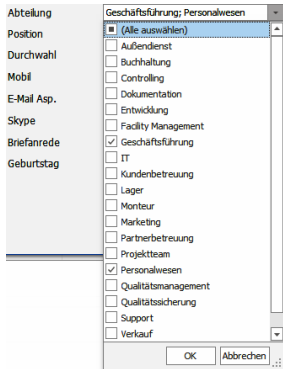 Abteilung
Geschäftsführung; Personalwesen
Position
Durchwahl
Mobil
E-Mail Asp.
Skype
Briefanrede
Geburtstag
(Alle auswählen)
Außendienst
Buchhaltung
Controlling
Dokumentation
Entwicklung
Facility Management
Geschäftsführung
IT
Kundenbetreuung
Lager
Monteur
Marketing
Partnerbetreuung
Projektteam
Personalwesen
Qualitätsmanagement
Qualitätssicherung
Support
Verkauf
OK
Abbrechen